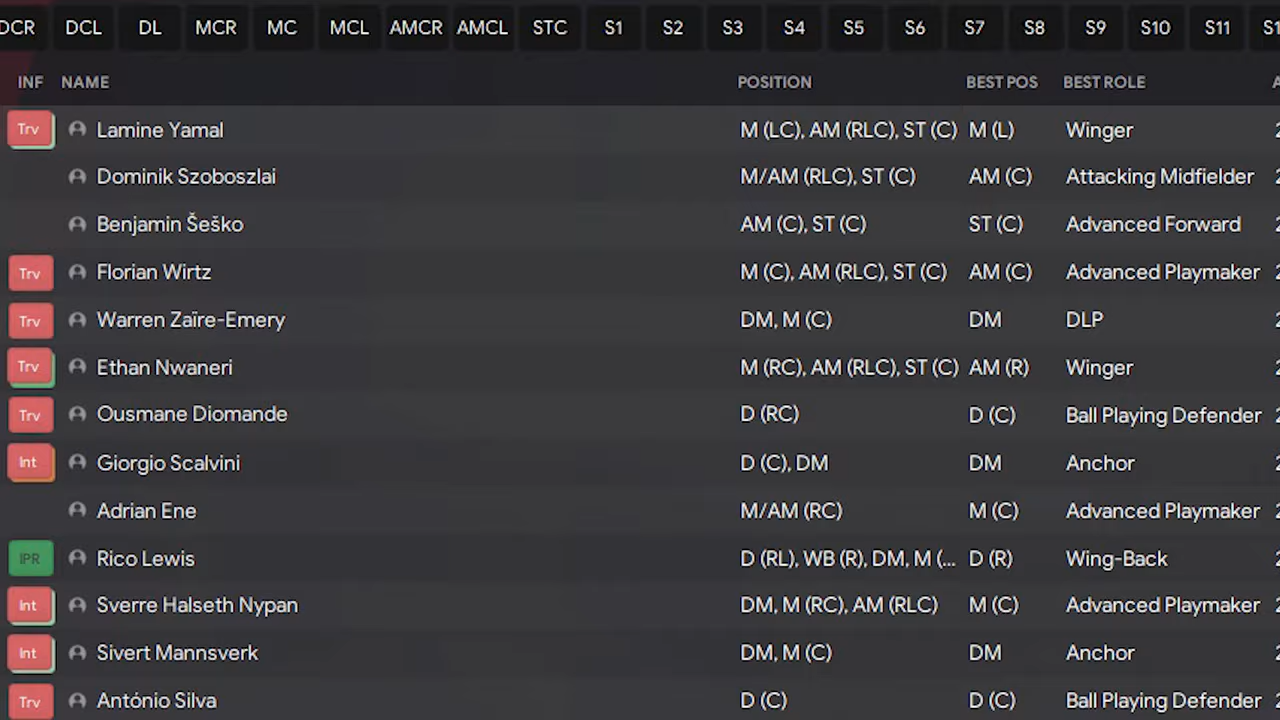 DCR DCL DL MCR MC MCL AMCR AMCL STC S1 S2 S3 S4 S5 S6 S7 S8 S9 S10 S11
INF NAME POSITION BEST POS BEST ROLE
Trv Lamine Yamal M (LC), AM (RLC), ST (C) M (L) Winger
Dominik Szoboszlai M/AM (RLC), ST (C) AM (C) Attacking Midfielder
Benjamin Šeško AM (C), ST (C) ST (C) Advanced Forward
Trv Florian Wirtz M (C), AM (RLC), ST (C) AM (C) Advanced Playmaker
Trv Warren Zaïre-Emery DM, M (C) DM DLP
Trv Ethan Nwaneri M (RC), AM (RLC), ST (C) AM (R) Winger
Trv Ousmane Diomande D (RC) D (C) Ball Playing Defender
Int Giorgio Scalvini D (C), DM DM Anchor
Adrian Ene M/AM (RC) M (C) Advanced Playmaker
IPR Rico Lewis D (RL), WB (R), DM, M (... D (R) Wing-Back
Int Sverre Halseth Nypan DM, M (RC), AM (RLC) M (C) Advanced Playmaker
Int Sivert Mannsverk DM, M (C) DM Anchor
Trv António Silva D (C) D (C) Ball Playing Defender